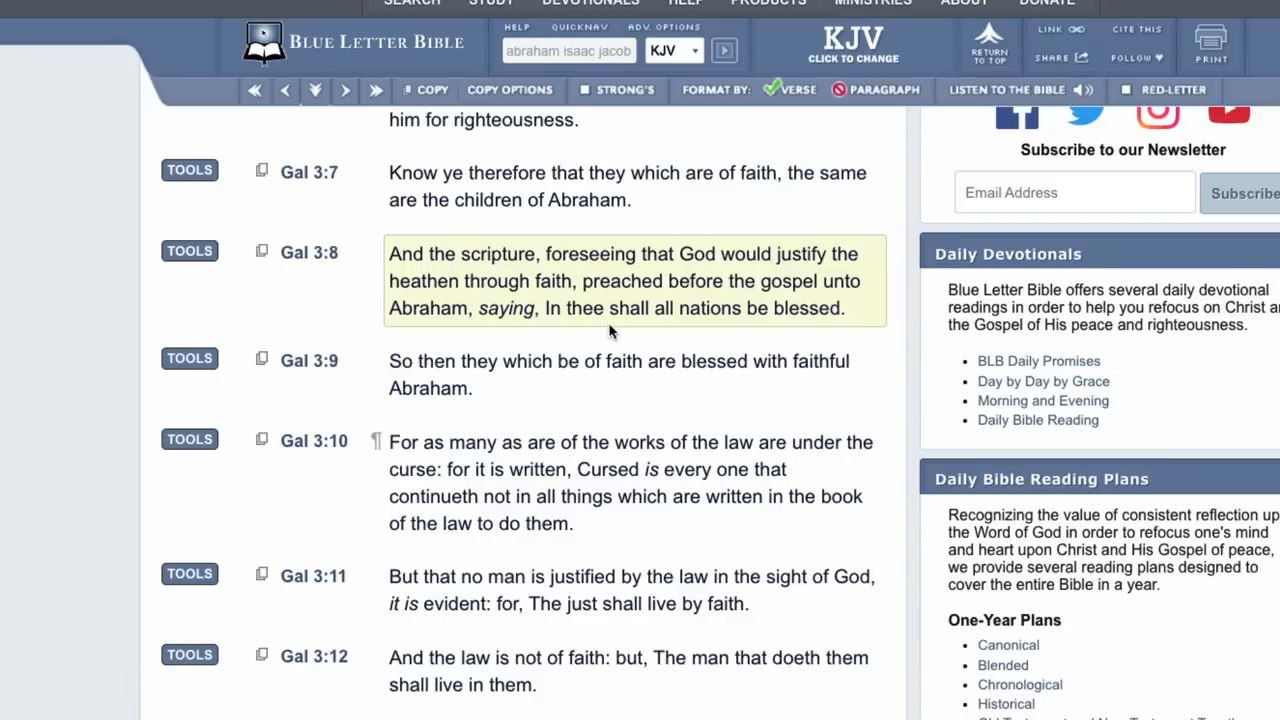 SEARCH STUDY DEVOTIONALS HELP PRODUCTS MINISTRIES ABOUT DONATE
BLUE LETTER BIBLE
HELP QUICKNAV ADV. OPTIONS
abraham isaac jacob KJV
KJV
CLICK TO CHANGE
RETURN
TO TOP
LINK CITE THIS
SHARE FOLLOW
PRINT
COPY COPY OPTIONS STRONG'S FORMAT BY: VERSE PARAGRAPH LISTEN TO THE BIBLE RED-LETTER
him for righteousness.
TOOLS Gal 3:7 Know ye therefore that they which are of faith, the same
are the children of Abraham.
TOOLS Gal 3:8 And the scripture, foreseeing that God would justify the
heathen through faith, preached before the gospel unto
Abraham, saying, In thee shall all nations be blessed.
TOOLS Gal 3:9 So then they which be of faith are blessed with faithful
Abraham.
TOOLS Gal 3:10 ¶ For as many as are of the works of the law are under the
curse: for it is written, Cursed is every one that
continueth not in all things which are written in the book
of the law to do them.
TOOLS Gal 3:11 But that no man is justified by the law in the sight of God,
it is evident: for, The just shall live by faith.
TOOLS Gal 3:12 And the law is not of faith: but, The man that doeth them
shall live in them.
Subscribe to our Newsletter
Email Address Subscribe
Daily Devotionals
Blue Letter Bible offers several daily devotional
readings in order to help you refocus on Christ an
the Gospel of His peace and righteousness.
• BLB Daily Promises
• Day by Day by Grace
• Morning and Evening
• Daily Bible Reading
Daily Bible Reading Plans
Recognizing the value of consistent reflection up
the Word of God in order to refocus one's mind
and heart upon Christ and His Gospel of peace,
we provide several reading plans designed to
cover the entire Bible in a year.
One-Year Plans
• Canonical
• Blended
• Chronological
• Historical